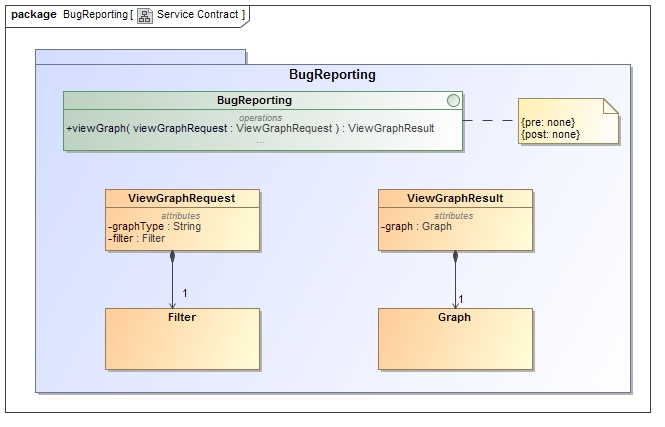 package BugReporting [ Service Contract ]
BugReporting
BugReporting
operations
+viewGraph( viewGraphRequest : ViewGraphRequest ) : ViewGraphResult
...
{pre: none}
{post: none}
ViewGraphRequest
attributes
-graphType : String
-filter : Filter
ViewGraphResult
attributes
-graph : Graph
1
1
Filter
Graph